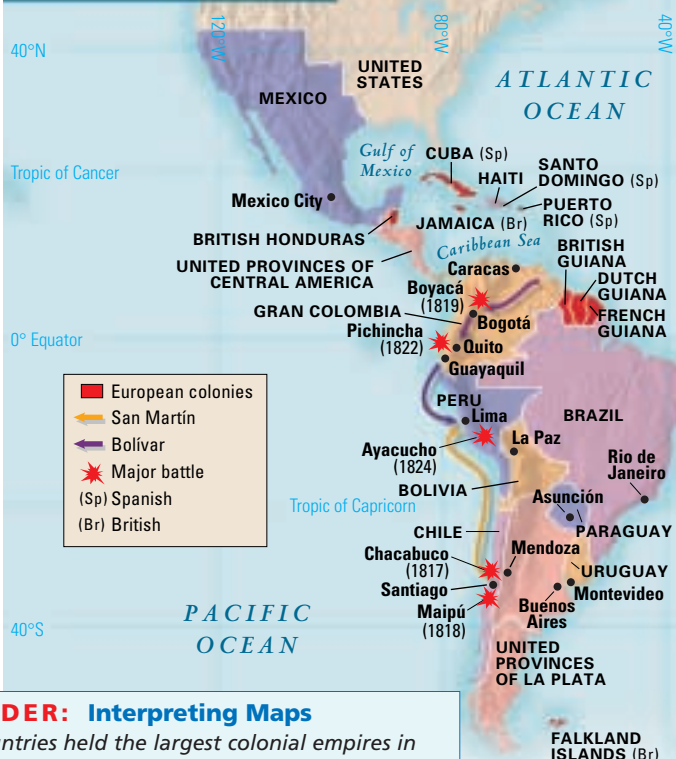 120°W
80°W
40°W
40°N
UNITED
STATES
ATLANTIC
OCEAN
MEXICO
Gulf of
Mexico
CUBA (Sp)
HAITI
SANTO
DOMINGO (Sp)
Tropic of Cancer
Mexico City
PUERTO
RICO (Sp)
JAMAICA (Br)
BRITISH HONDURAS
Caribbean Sea
UNITED PROVINCES OF
CENTRAL AMERICA
Caracas
BRITISH
GUIANA
DUTCH
GUIANA
FRENCH
GUIANA
Boyacá
(1819)
GRAN COLOMBIA
Bogotá
Pichincha
(1822)
0° Equator
Quito
Guayaquil
European colonies
San Martín
Bolívar
Major battle
(Sp) Spanish
(Br) British
PERU
Lima
BRAZIL
Ayacucho
(1824)
La Paz
Rio de
Janeiro
BOLIVIA
Asunción
Tropic of Capricorn
PARAGUAY
CHILE
Chacabuco
(1817)
Mendoza
URUGUAY
Santiago
Montevideo
Maipú
(1818)
Buenos
Aires
PACIFIC
OCEAN
40°S
UNITED
PROVINCES
OF LA PLATA
FALKLAND
ISLANDS (Br)
DER: Interpreting Maps
untries held the largest colonial empires in